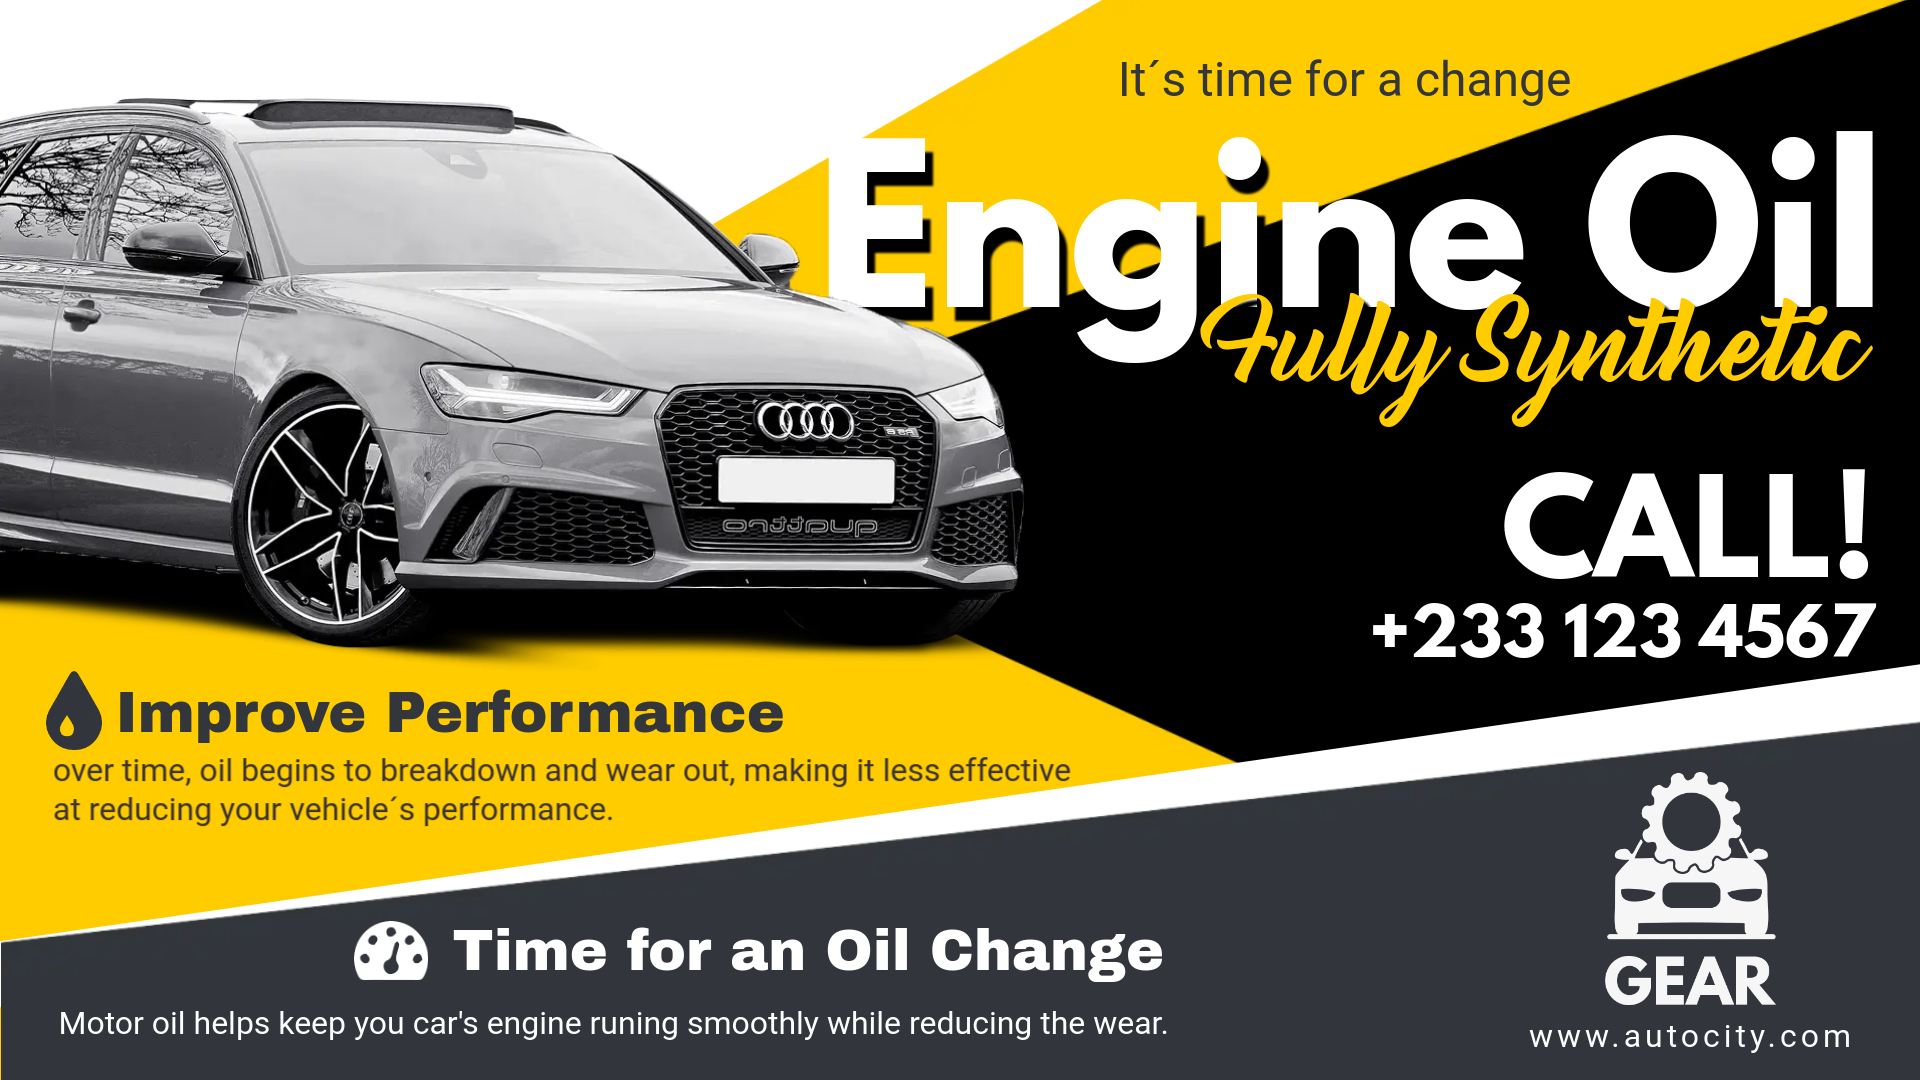 It´s time for a change
Engine Oil
Fully Synthetic
CALL!
+233 123 4567
Improve Performance
over time, oil begins to breakdown and wear out, making it less effective
at reducing your vehicle´s performance.
Time for an Oil Change
Motor oil helps keep you car's engine runing smoothly while reducing the wear.
GEAR
www.autocity.com